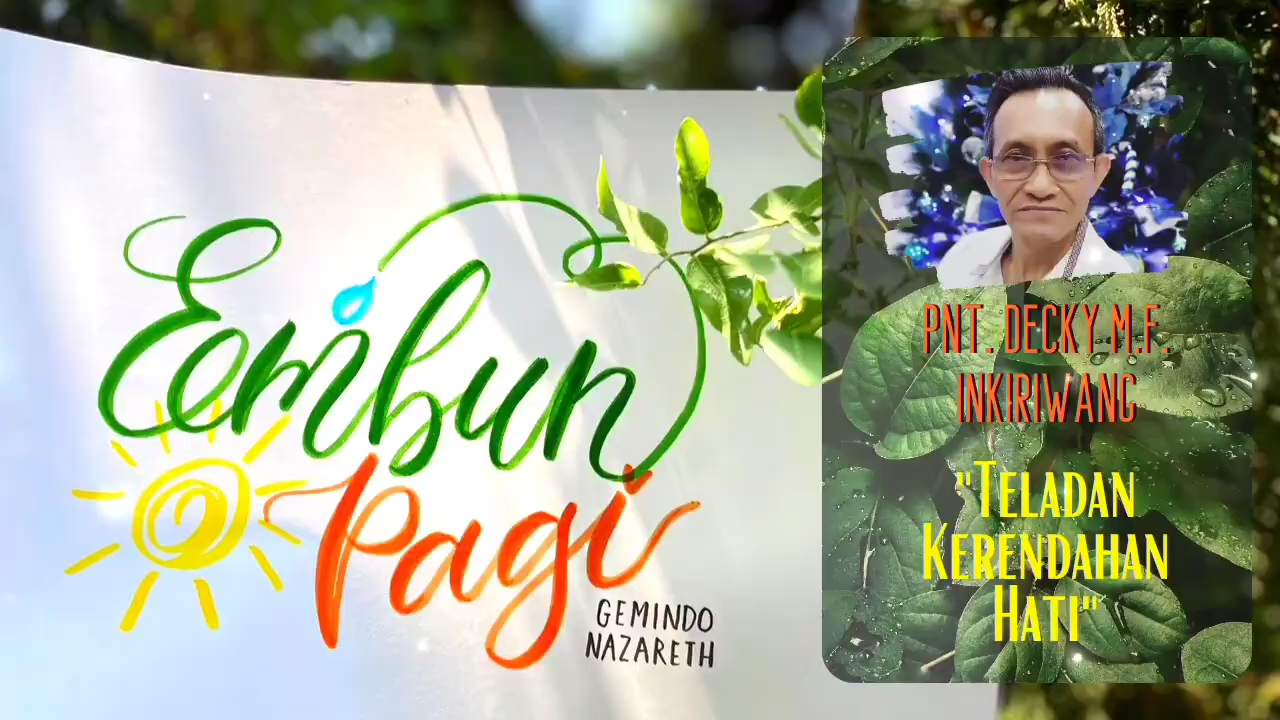 Embun
Pagi
GEMINDO
NAZARETH
PNT. DECKY M.F.
INKIRIWANG
"TELADAN
KERENDAHAN
HATI"